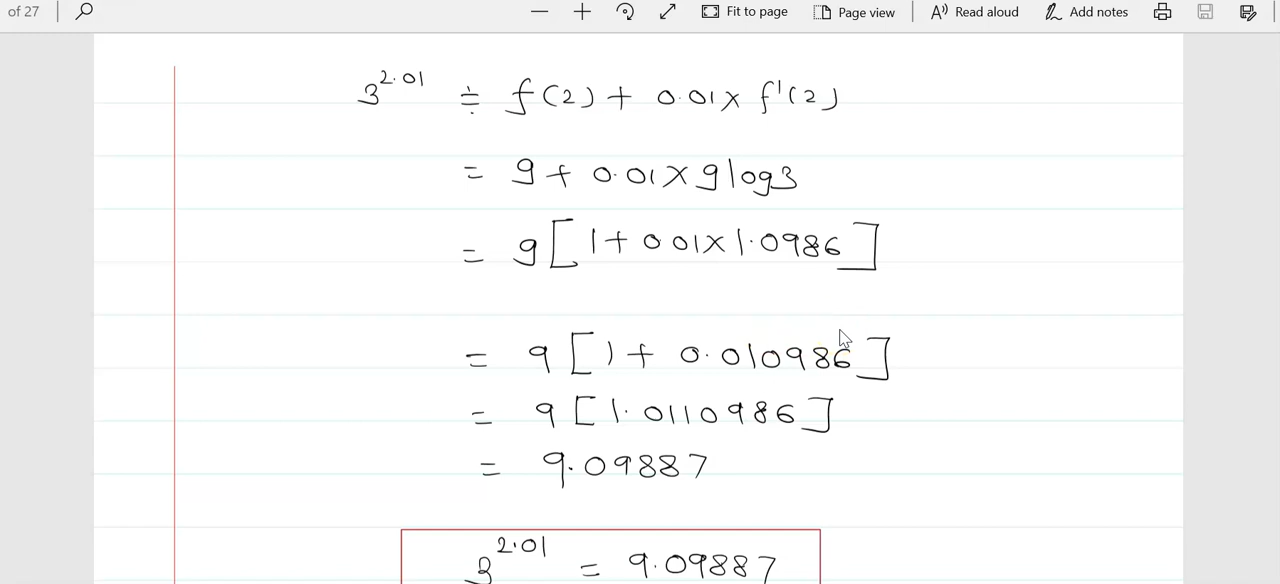 of 27 Fit to page Page view Read aloud Add notes
3^2.01 ≑ f(2) + 0.01 x f'(2)
= 9 + 0.01 x 9 log 3
= 9 [ 1 + 0.01 x 1.0986 ]
= 9 [ 1 + 0.010986 ]
= 9 [ 1.0110986 ]
= 9.09887
3^2.01 = 9.09887